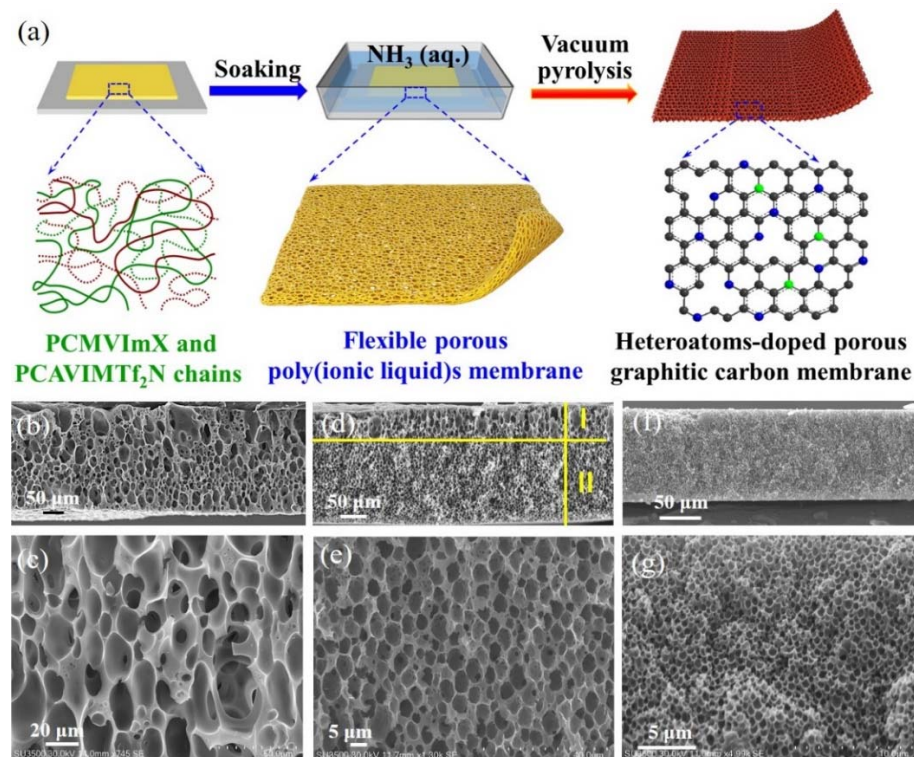 (a)
Soaking
NH₃ (aq.)
Vacuum
pyrolysis
PCMVImX and
PCAVIMTf₂N chains
Flexible porous
poly(ionic liquid)s membrane
Heteroatoms-doped porous
graphitic carbon membrane
(b)
50 µm
(d)
I
II
50 µm
(f)
50 µm
(c)
20 µm
(e)
5 µm
(g)
5 µm